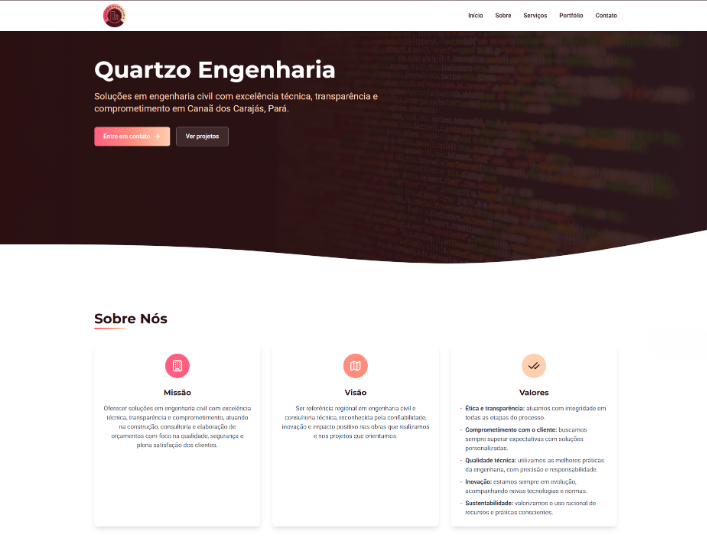 Início Sobre Serviços Portfólio Contato
Quartzo Engenharia
Soluções em engenharia civil com excelência técnica, transparência e
comprometimento em Canaã dos Carajás, Pará.
Entre em contato → Ver projetos
Sobre Nós
Missão
Oferecer soluções em engenharia civil com excelência
técnica, transparência e comprometimento, atuando
na construção, consultoria e elaboração de
orçamentos com foco na qualidade, segurança e
plena satisfação dos clientes.
Visão
Ser referência regional em engenharia civil e
consultoria técnica, reconhecida pela confiabilidade,
inovação e impacto positivo nas obras que realizamos
e nos projetos que orientamos.
Valores
- Ética e transparência: atuamos com integridade em
todas as etapas do processo.
- Comprometimento com o cliente: buscamos
sempre superar expectativas com soluções
personalizadas.
- Qualidade técnica: utilizamos as melhores práticas
da engenharia, com precisão e responsabilidade.
- Inovação: estamos sempre em evolução,
acompanhando novas tecnologias e normas.
- Sustentabilidade: valorizamos o uso racional de
recursos e práticas conscientes.